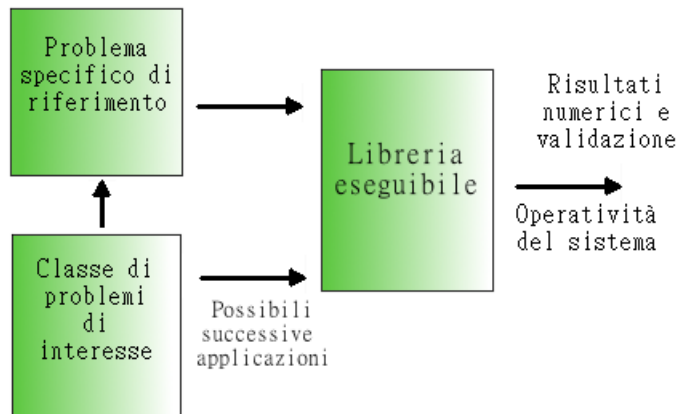 Problema
specifico di
riferimento
Libreria
eseguibile
Risultati
numerici e
validazione
Operatività
del sistema
Classe di
problemi
di
interesse
Possibili
successive
applicazioni